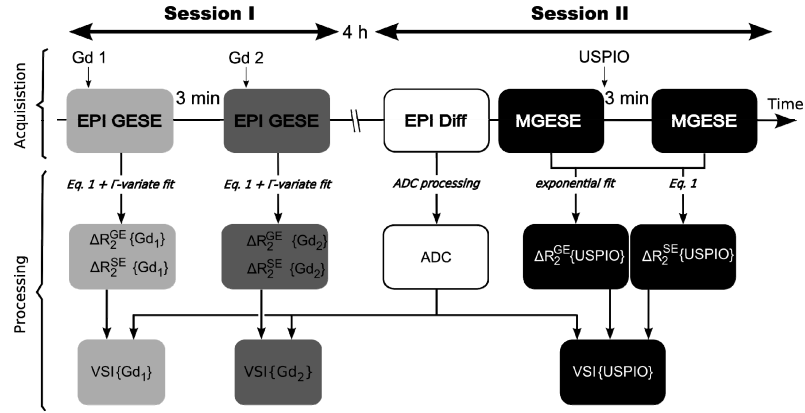 Session I
Session II
4 h
Gd 1
Gd 2
USPIO
Acquisistion
EPI GESE
3 min
EPI GESE
EPI Diff
MGESE
3 min
MGESE
Time
Eq. 1 + Γ-variate fit
Eq. 1 + Γ-variate fit
ADC processing
exponential fit
Eq. 1
Processing
ΔR₂ᴳᴱ {Gd₁}
ΔR₂ˢᴱ {Gd₁}
ΔR₂ᴳᴱ {Gd₂}
ΔR₂ˢᴱ {Gd₂}
ADC
ΔR₂ᴳᴱ{USPIO}
ΔR₂ˢᴱ{USPIO}
VSI{Gd₁}
VSI{Gd₂}
VSI{USPIO}